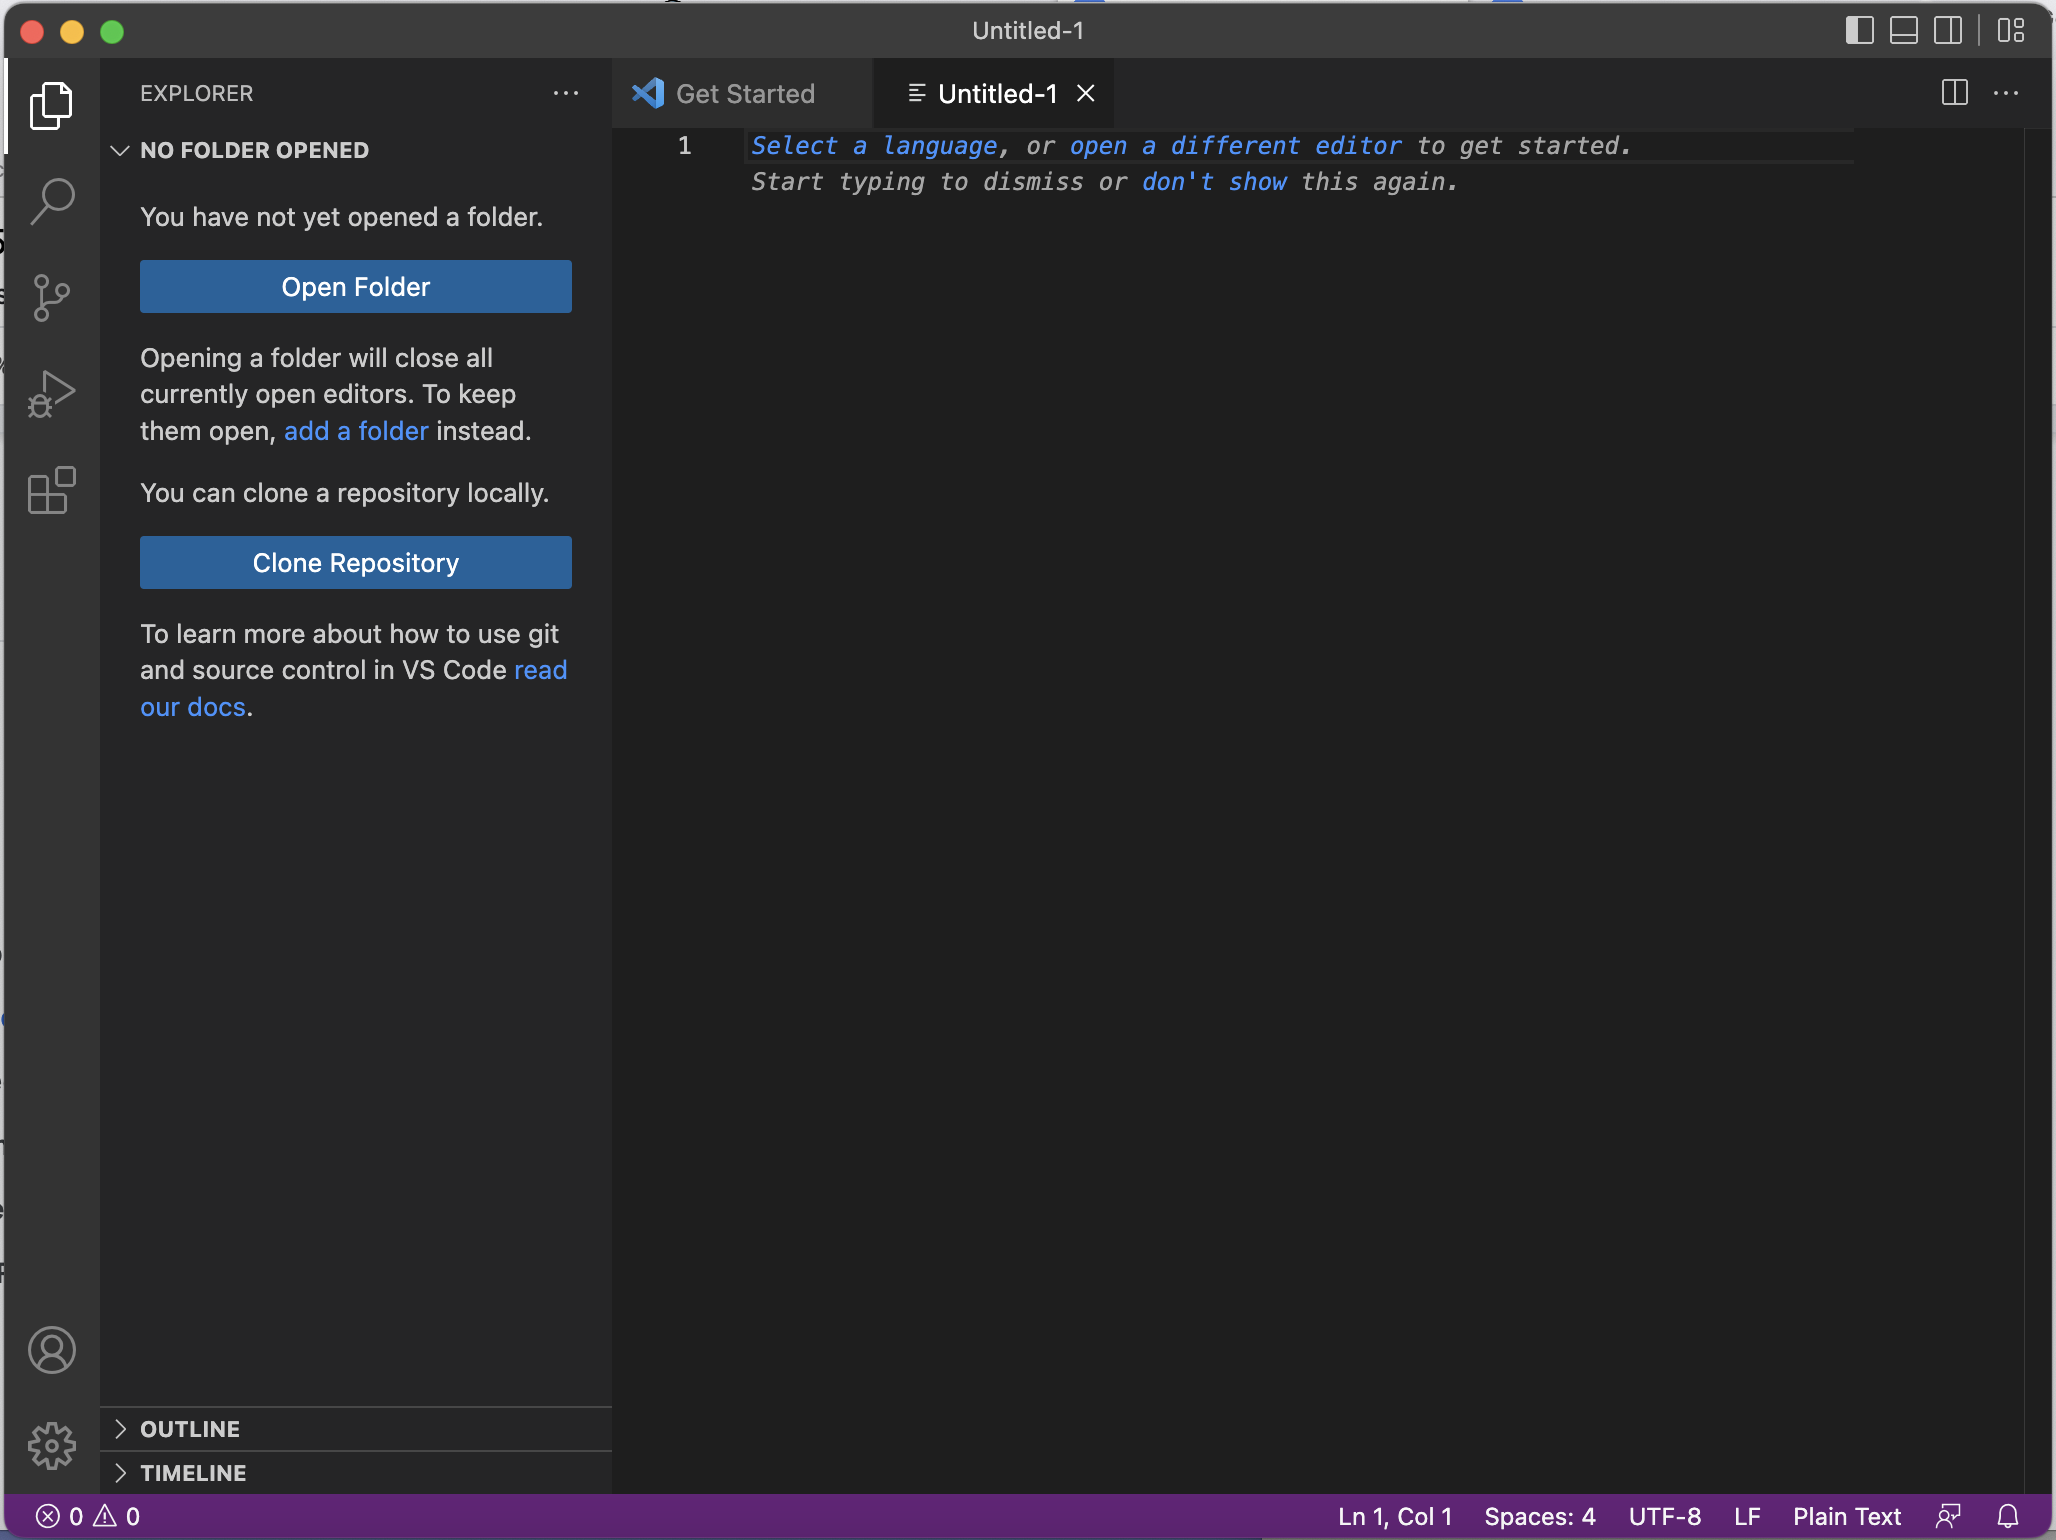 Untitled-1
EXPLORER
Get Started
Untitled-1
NO FOLDER OPENED
You have not yet opened a folder.
Open Folder
Opening a folder will close all
currently open editors. To keep
them open, add a folder instead.
You can clone a repository locally.
Clone Repository
To learn more about how to use git
and source control in VS Code read
our docs.
OUTLINE
TIMELINE
1 Select a language, or open a different editor to get started.
Start typing to dismiss or don't show this again.
0 0 Ln 1, Col 1 Spaces: 4 UTF-8 LF Plain Text